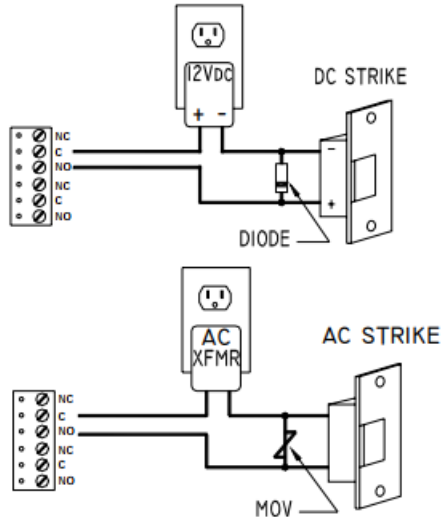 12VDC
+ -
DC STRIKE
NC
C
NO
NC
C
NO
-
+
DIODE
AC
XFMR
AC STRIKE
NC
C
NO
NC
C
NO
MOV